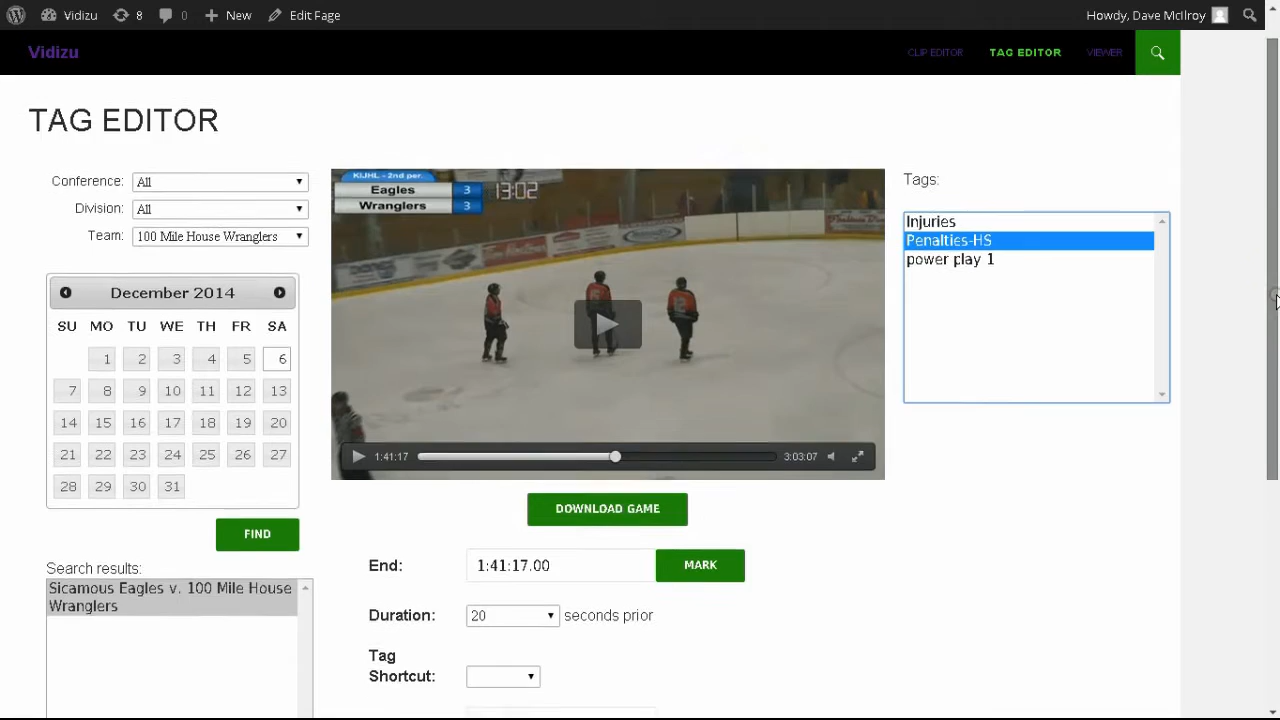 Vidizu 8 0 New Edit Page Howdy, Dave McIlroy
Vidizu CLIP EDITOR TAG EDITOR VIEWER
TAG EDITOR
Conference: All
Division: All
Team: 100 Mile House Wranglers
December 2014
SU MO TU WE TH FR SA
1 2 3 4 5 6
7 8 9 10 11 12 13
14 15 16 17 18 19 20
21 22 23 24 25 26 27
28 29 30 31
FIND
Search results:
Sicamous Eagles v. 100 Mile House
Wranglers
KIJHL - 2nd per.
Eagles 3 13:02
Wranglers 3
1:41:17 3:03:07
DOWNLOAD GAME
End: 1:41:17.00 MARK
Duration: 20 seconds prior
Tag
Shortcut:
Tags:
Injuries
Penalties-HS
power play 1